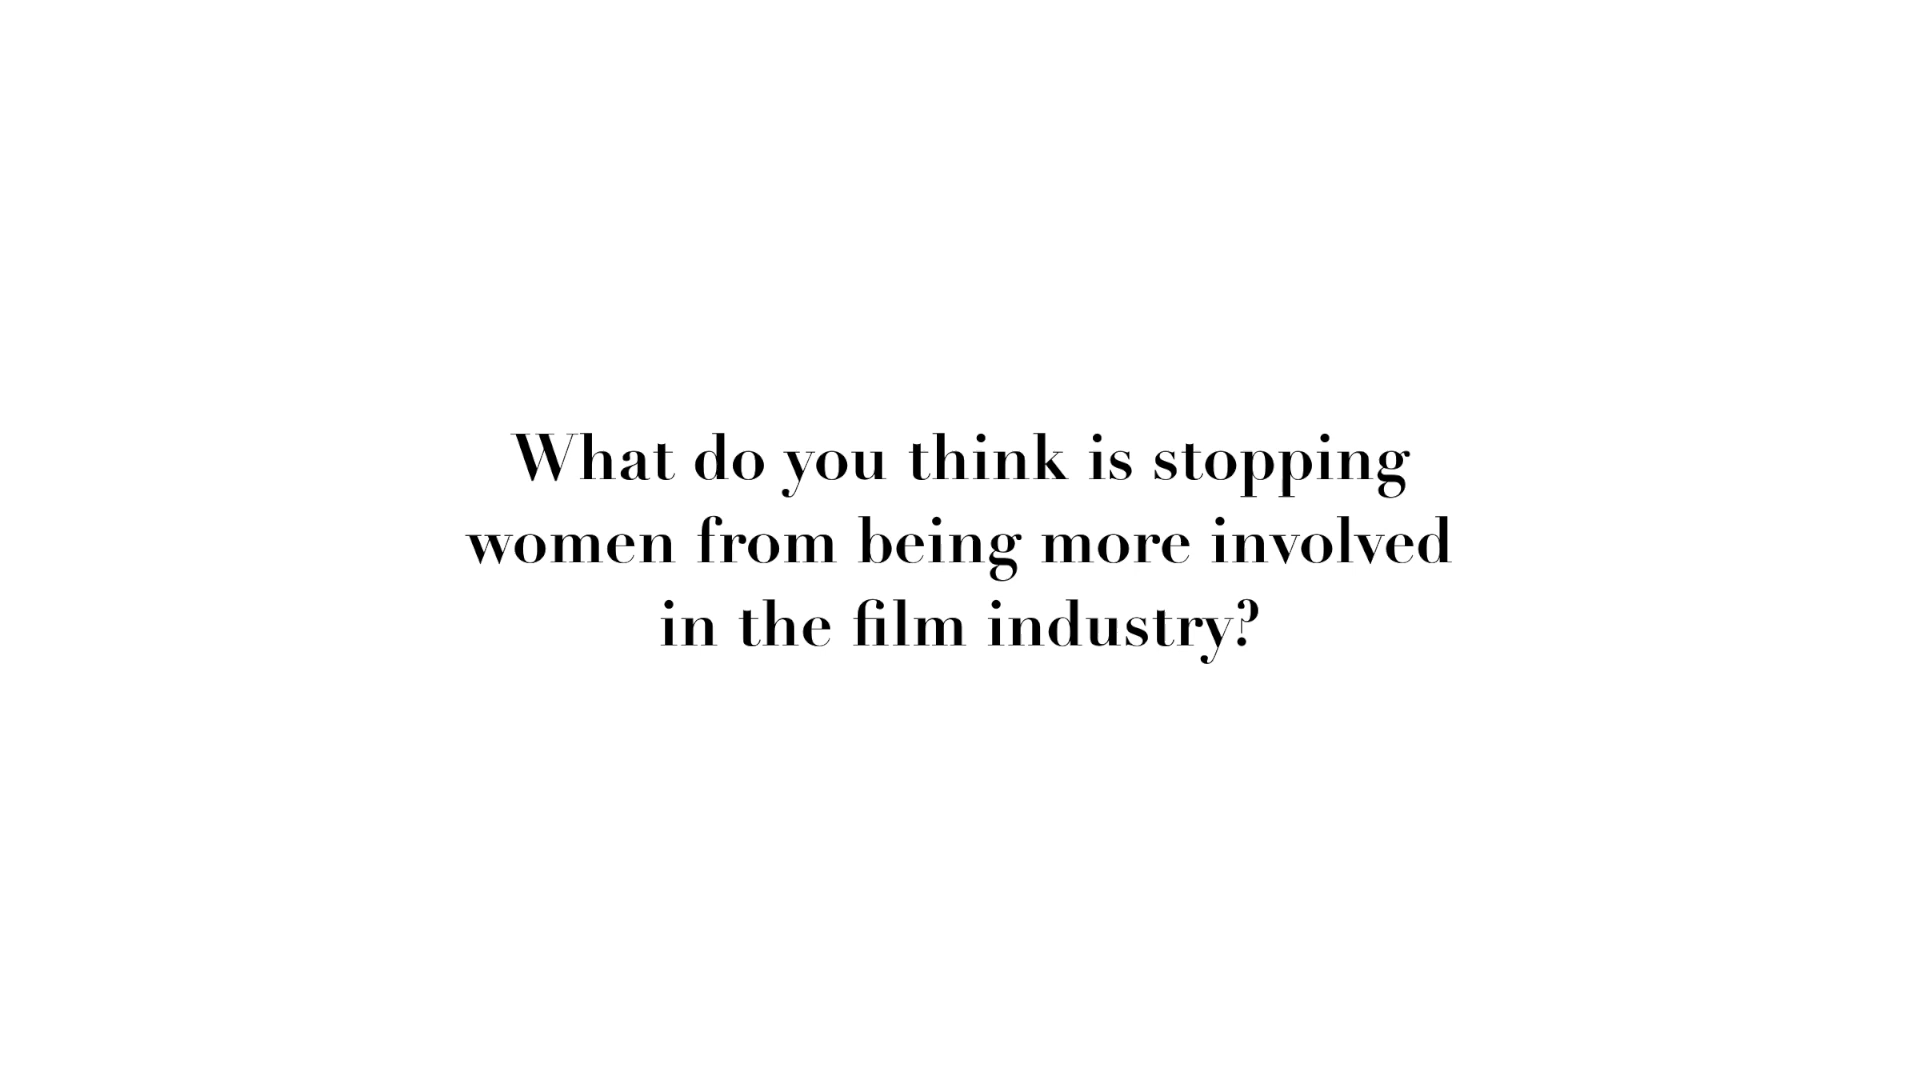 What do you think is stopping
women from being more involved
in the film industry?